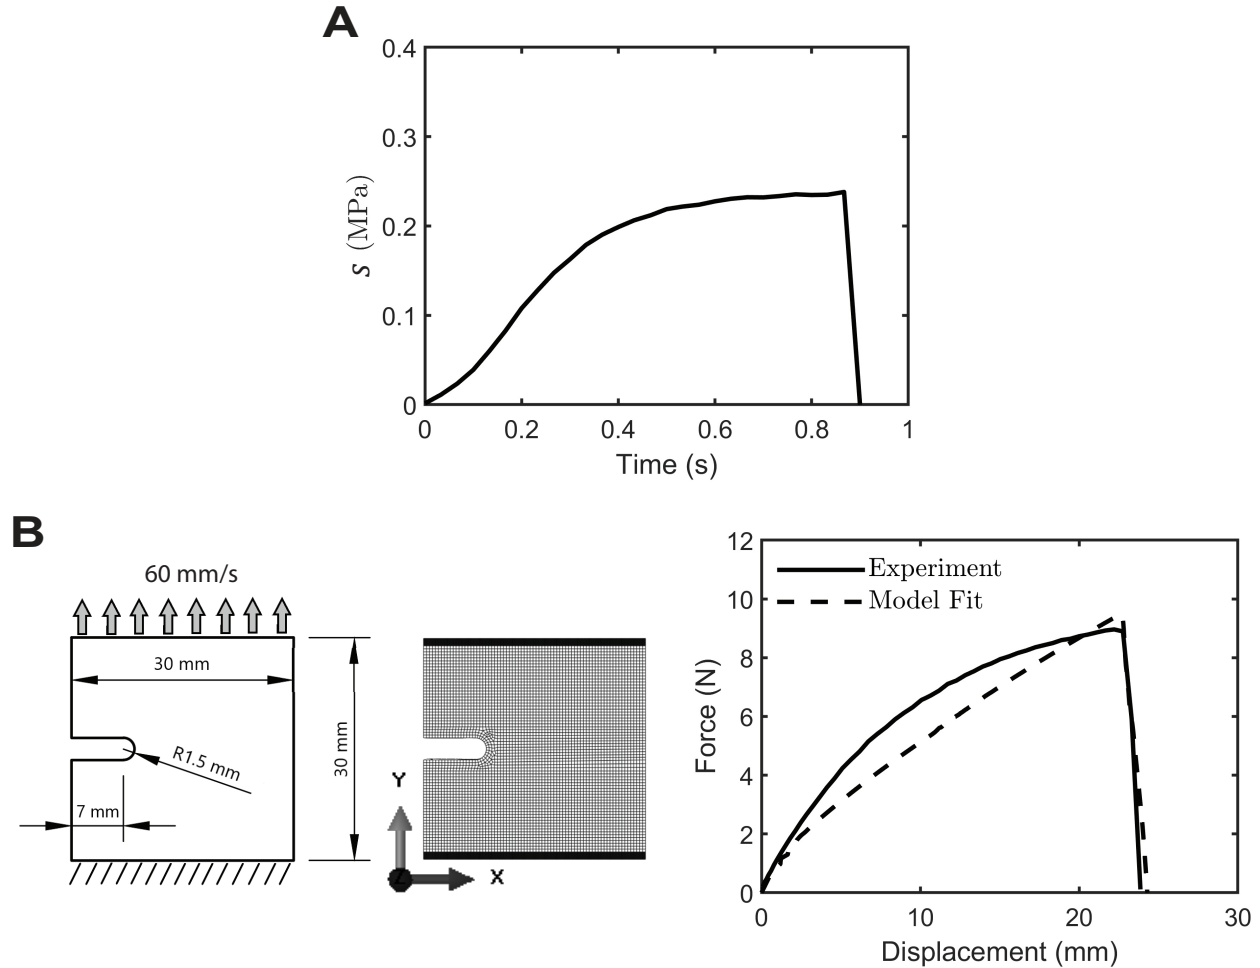 A
0.4
0.3
0.2
0.1
0
s (MPa)
0 0.2 0.4 0.6 0.8 1
Time (s)
B
60 mm/s
30 mm
R1.5 mm
7 mm
30 mm
Y
Z
X
12
10
8
6
4
2
0
Force (N)
Experiment
Model Fit
0 10 20 30
Displacement (mm)